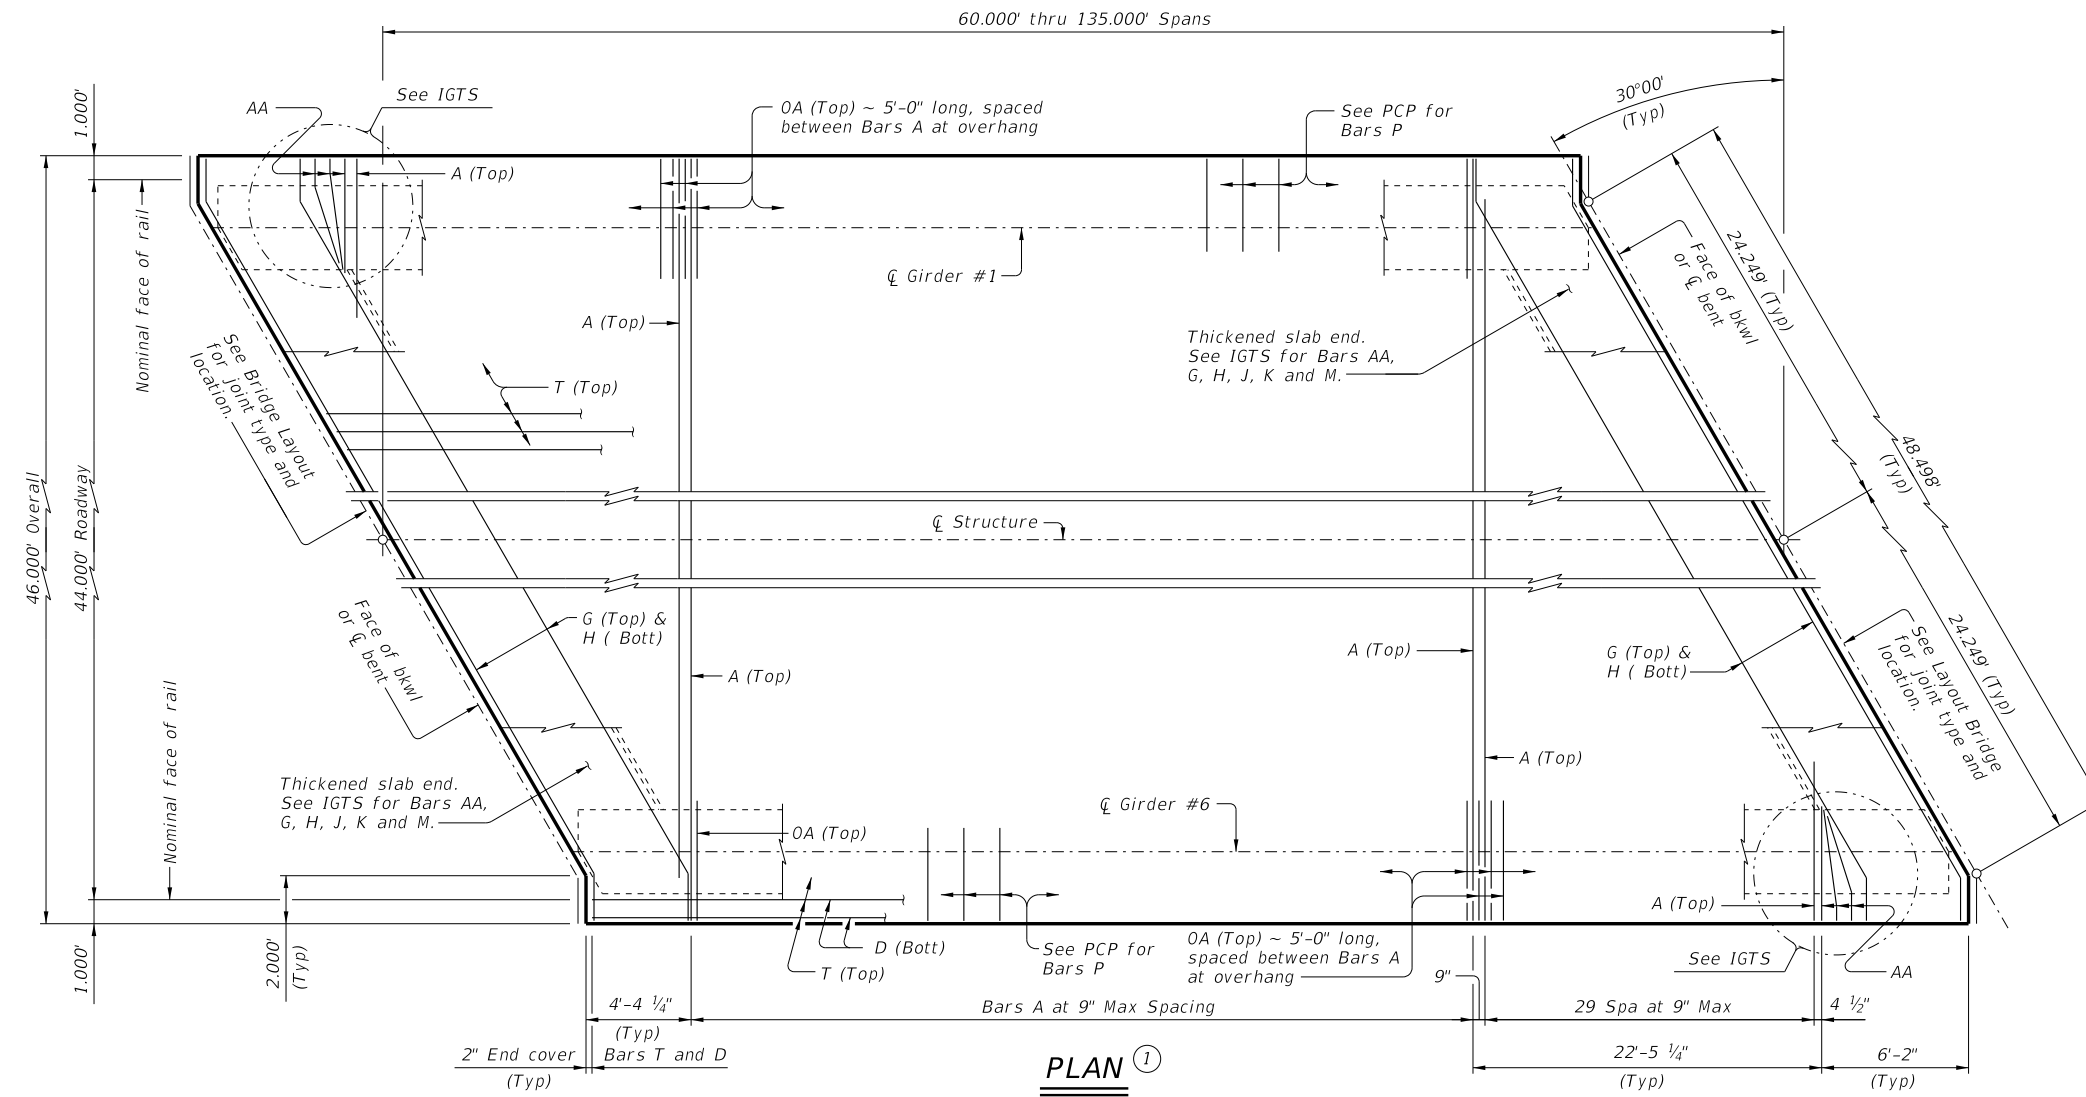 60.000' thru 135.000' Spans
1.000'
AA
See IGTS
OA (Top) ~ 5'-0" long, spaced
between Bars A at overhang
See PCP for
Bars P
30°00'
(Typ)
A (Top)
Nominal face of rail
℄ Girder #1
24.249' (Typ)
48.498'
(Typ)
Face of bkwl
or ℄ bent
A (Top)
Thickened slab end.
See IGTS for Bars AA,
G, H, J, K and M.
See Bridge Layout
for joint type and
location.
T (Top)
46.000' Overall
44.000' Roadway
℄ Structure
Face of bkwl
or ℄ bent
G (Top) &
H ( Bott)
A (Top)
A (Top)
G (Top) &
H ( Bott)
24.249' (Typ)
See Layout Bridge
for joint type and
location.
Nominal face of rail
A (Top)
Thickened slab end.
See IGTS for Bars AA,
G, H, J, K and M.
OA (Top)
℄ Girder #6
A (Top)
1.000'
2.000'
(Typ)
D (Bott)
T (Top)
See PCP for
Bars P
OA (Top) ~ 5'-0" long,
spaced between Bars A
at overhang
9"
See IGTS
AA
4'-4 ¼"
(Typ)
Bars A at 9" Max Spacing
29 Spa at 9" Max
4 ½"
2" End cover
(Typ)
Bars T and D
22'-5 ¼"
(Typ)
6'-2"
(Typ)
PLAN 1